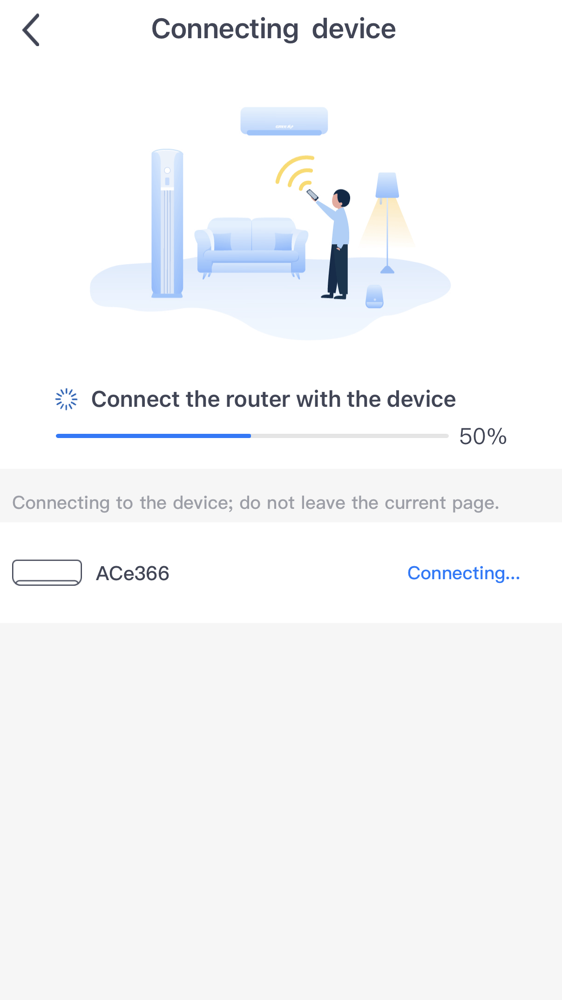 Connecting device
GREE
Connect the router with the device
50%
Connecting to the device; do not leave the current page.
ACe366
Connecting...